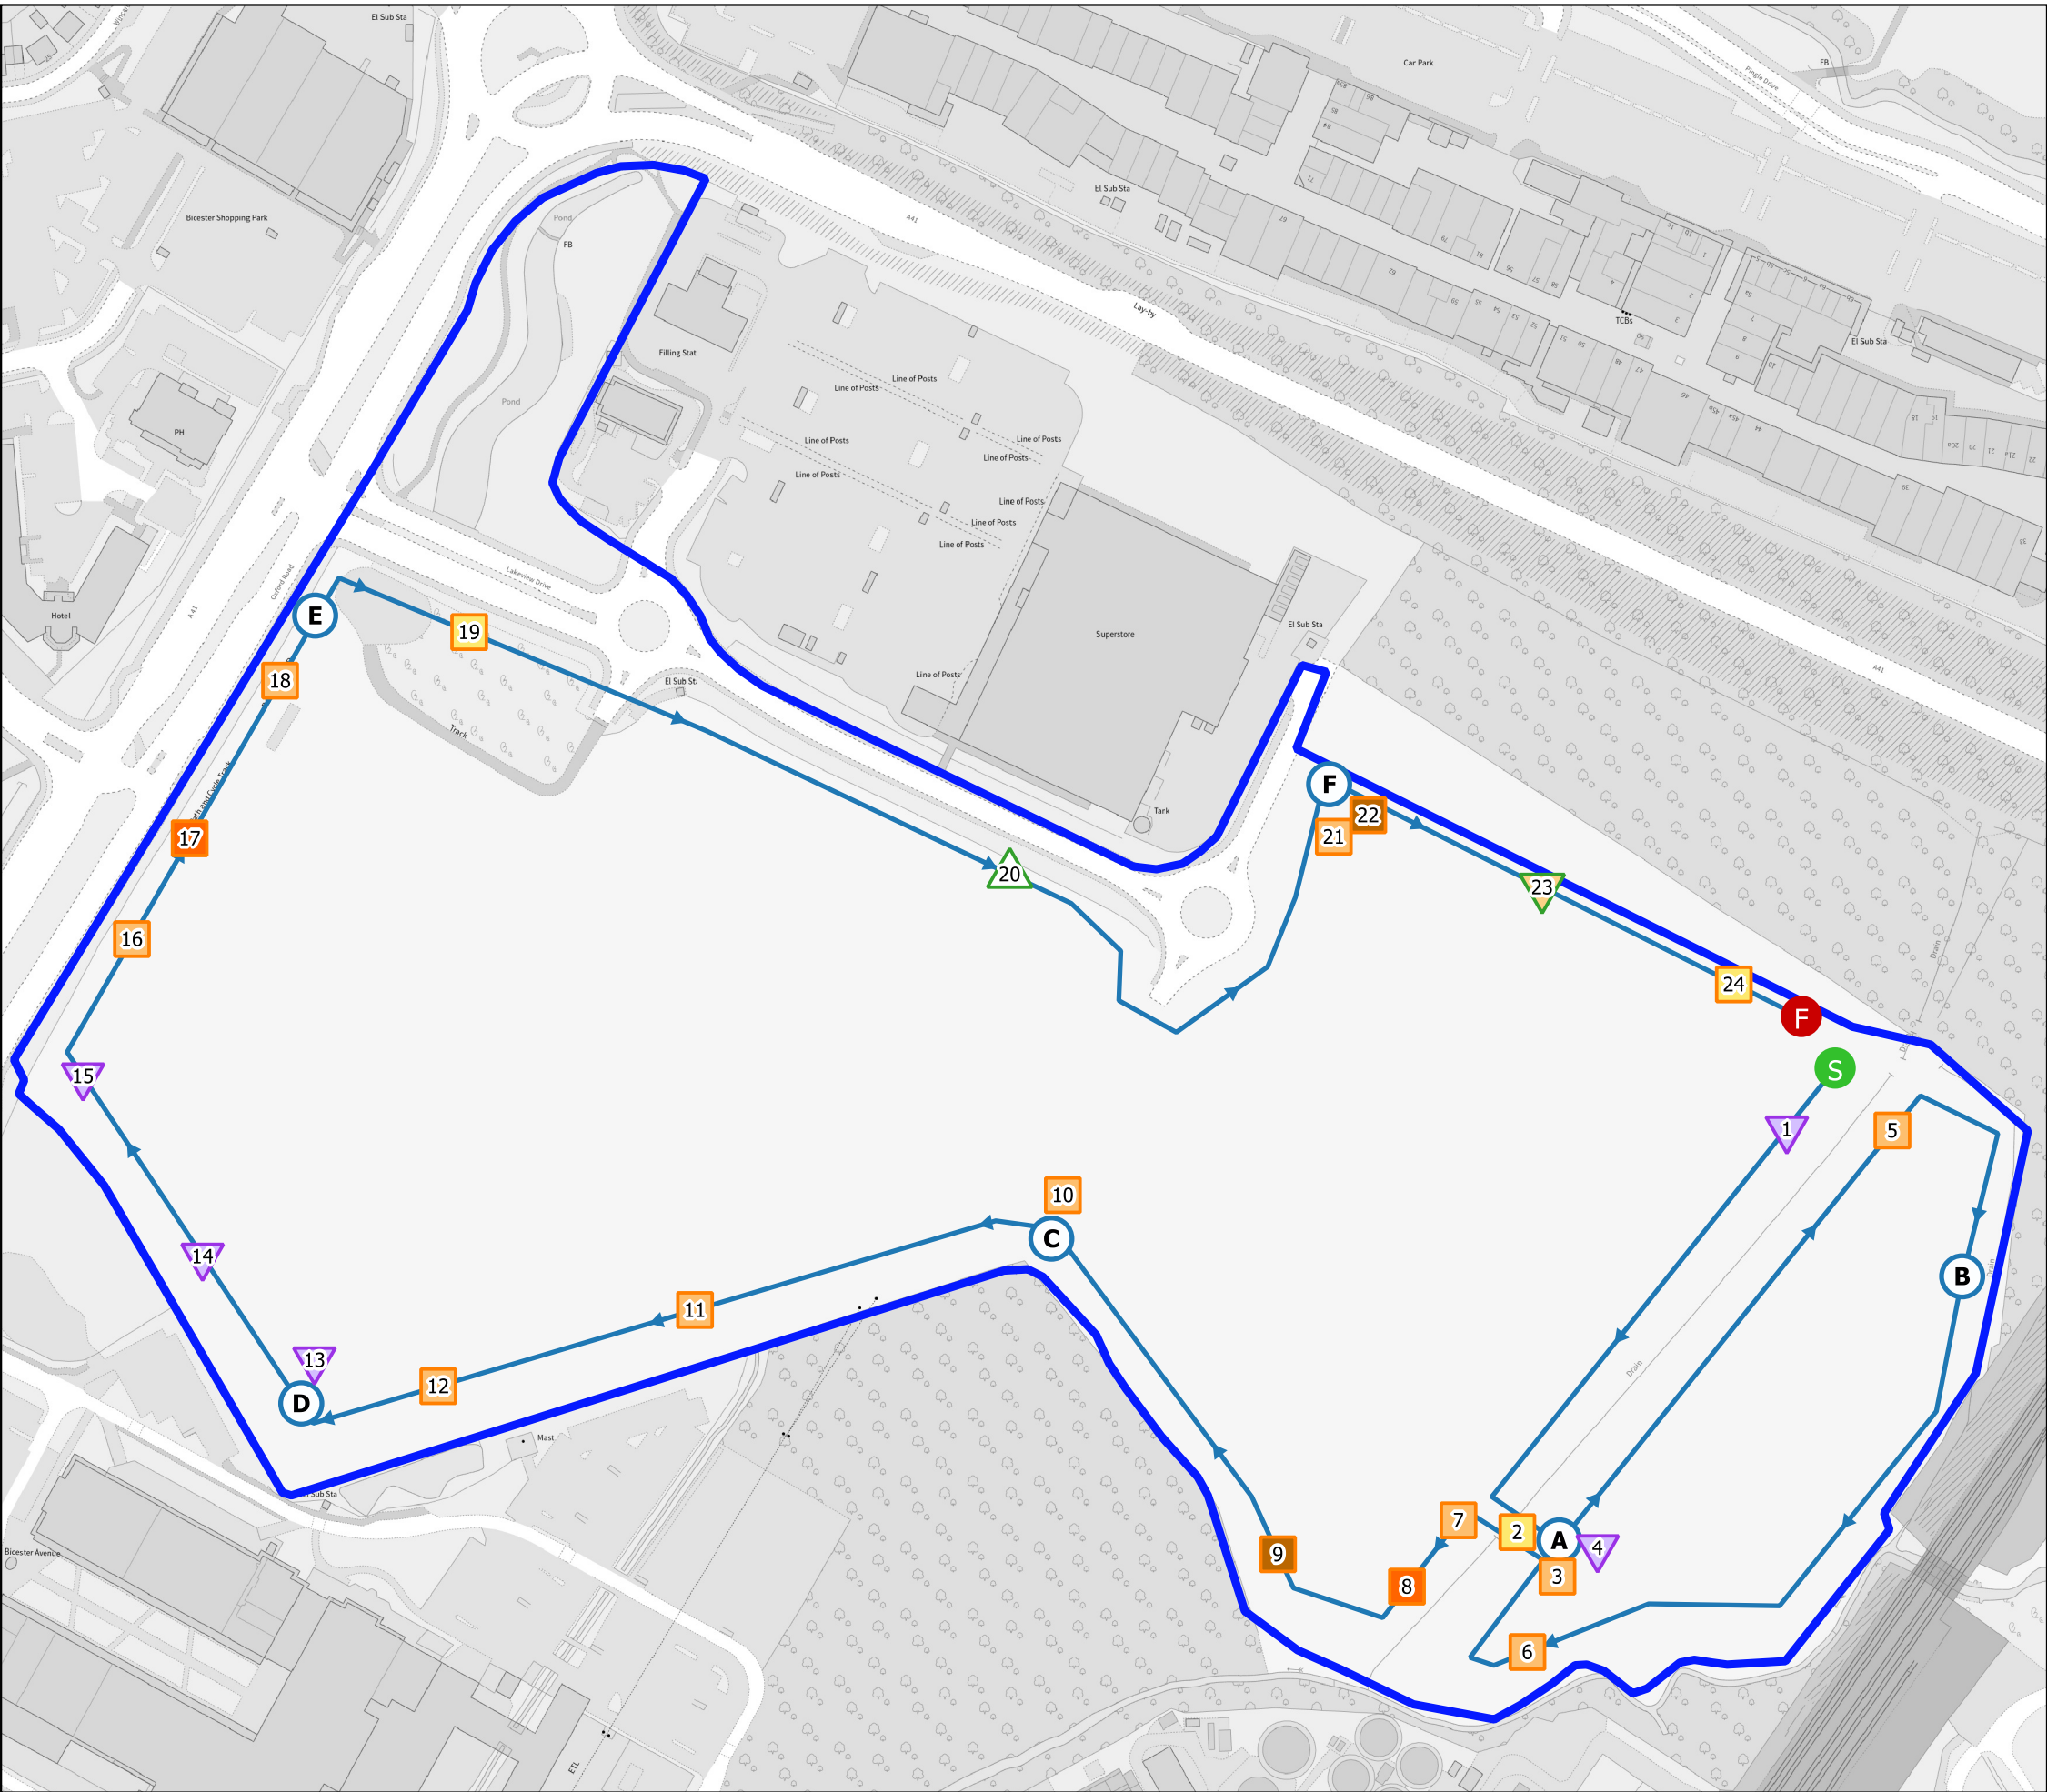 El Sub Sta
Car Park
FB
Pingle Drive
Bicester Shopping Park
El Sub Sta
A41
Pond
FB
Lay-by
TCBs
El Sub Sta
Filling Stat
Line of Posts
Line of Posts
Pond
PH
Line of Posts
Line of Posts
Line of Posts
Line of Posts
Line of Posts
Line of Posts
Line of Posts
Lakeview Drive
Oxford Road
A41
Hotel
E
El Sub Sta
19
Superstore
A41
18
Line of Posts
El Sub St
Track
F
Tark
22
17
21
20
23
16
Drain
24
F
S
15
1
5
10
C
14
B
Drain
11
13
Drain
12
D
Mast
El Sub Sta
7
2
A
4
Bicester Avenue
9
3
8
6
ETL